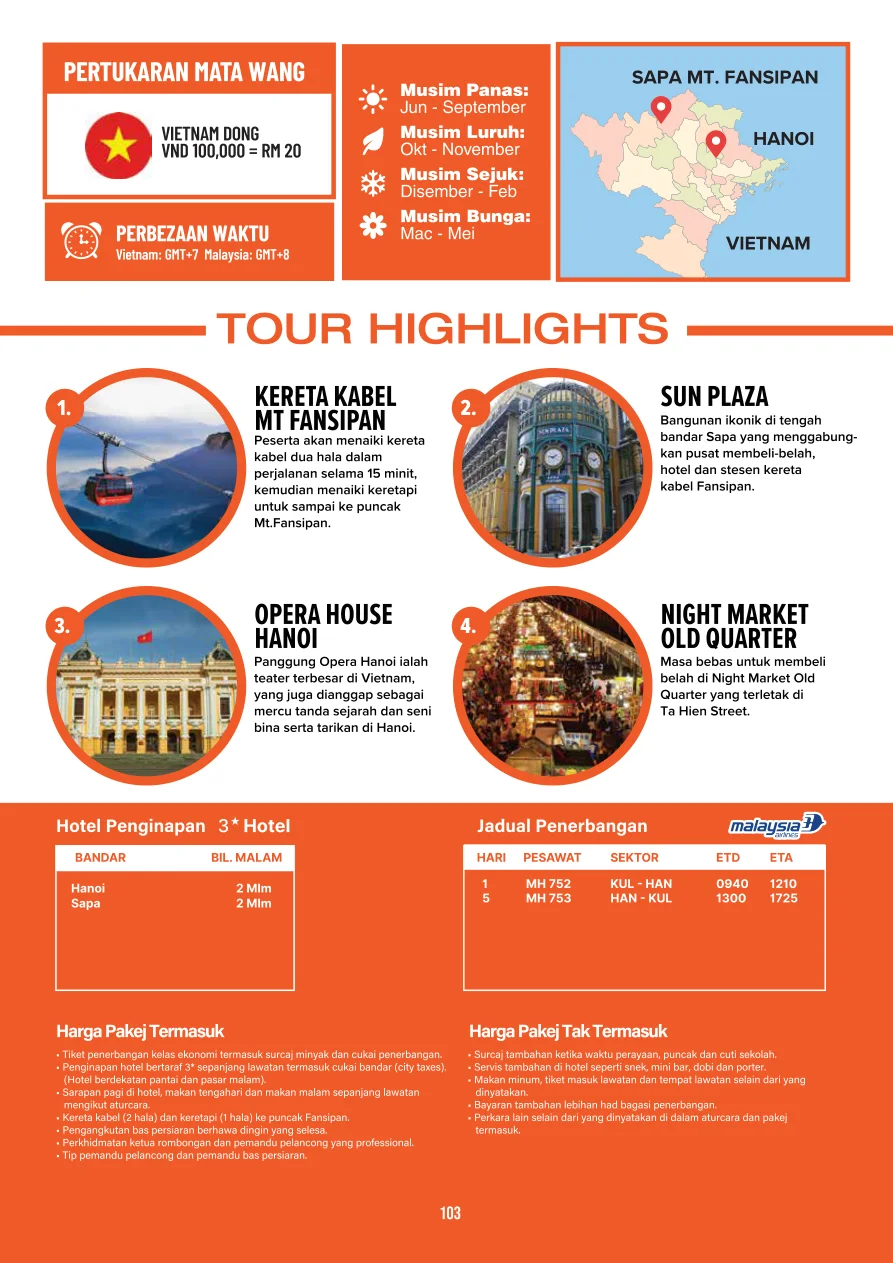 PERTUKARAN MATA WANG
VIETNAM DONG
VND 100,000 = RM 20
PERBEZAAN WAKTU
Vietnam: GMT+7 Malaysia: GMT+8
Musim Panas:
Jun - September
Musim Luruh:
Okt - November
Musim Sejuk:
Disember - Feb
Musim Bunga:
Mac - Mei
SAPA MT. FANSIPAN
HANOI
VIETNAM
TOUR HIGHLIGHTS
1.
KERETA KABEL
MT FANSIPAN
Peserta akan menaiki kereta
kabel dua hala dalam
perjalanan selama 15 minit,
kemudian menaiki keretapi
untuk sampai ke puncak
Mt.Fansipan.
2.
SUN PLAZA
SUN PLAZA
Bangunan ikonik di tengah
bandar Sapa yang menggabung-
kan pusat membeli-belah,
hotel dan stesen kereta
kabel Fansipan.
3.
OPERA HOUSE
HANOI
Panggung Opera Hanoi ialah
teater terbesar di Vietnam,
yang juga dianggap sebagai
mercu tanda sejarah dan seni
bina serta tarikan di Hanoi.
4.
NIGHT MARKET
OLD QUARTER
Masa bebas untuk membeli
belah di Night Market Old
Quarter yang terletak di
Ta Hien Street.
Hotel Penginapan 3★ Hotel
BANDAR BIL. MALAM
Hanoi 2 Mlm
Sapa 2 Mlm
Jadual Penerbangan
malaysia
airlines
HARI PESAWAT SEKTOR ETD ETA
1 MH 752 KUL - HAN 0940 1210
5 MH 753 HAN - KUL 1300 1725
Harga Pakej Termasuk
• Tiket penerbangan kelas ekonomi termasuk surcaj minyak dan cukai penerbangan.
• Penginapan hotel bertaraf 3* sepanjang lawatan termasuk cukai bandar (city taxes).
(Hotel berdekatan pantai dan pasar malam).
• Sarapan pagi di hotel, makan tengahari dan makan malam sepanjang lawatan
mengikut aturcara.
• Kereta kabel (2 hala) dan keretapi (1 hala) ke puncak Fansipan.
• Pengangkutan bas persiaran berhawa dingin yang selesa.
• Perkhidmatan ketua rombongan dan pemandu pelancong yang professional.
• Tip pemandu pelancong dan pemandu bas persiaran.
Harga Pakej Tak Termasuk
• Surcaj tambahan ketika waktu perayaan, puncak dan cuti sekolah.
• Servis tambahan di hotel seperti snek, mini bar, dobi dan porter.
• Makan minum, tiket masuk lawatan dan tempat lawatan selain dari yang
dinyatakan.
• Bayaran tambahan lebihan had bagasi penerbangan.
• Perkara lain selain dari yang dinyatakan di dalam aturcara dan pakej
termasuk.
103